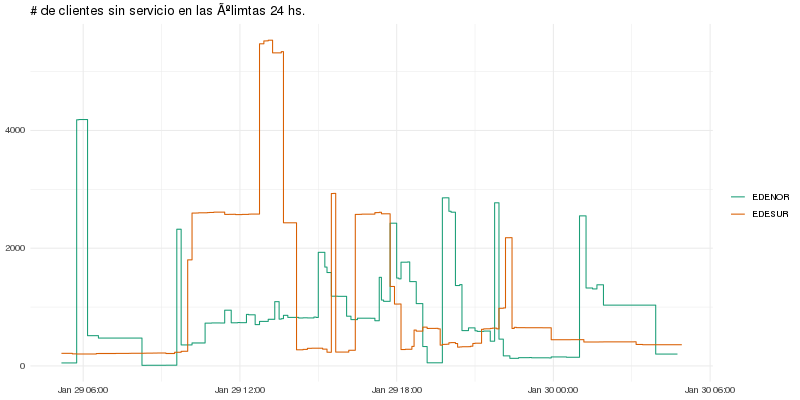 # de clientes sin servicio en las Ãºlimtas 24 hs.
4000
2000
0
Jan 29 06:00
Jan 29 12:00
Jan 29 18:00
Jan 30 00:00
Jan 30 06:00
EDENOR
EDESUR